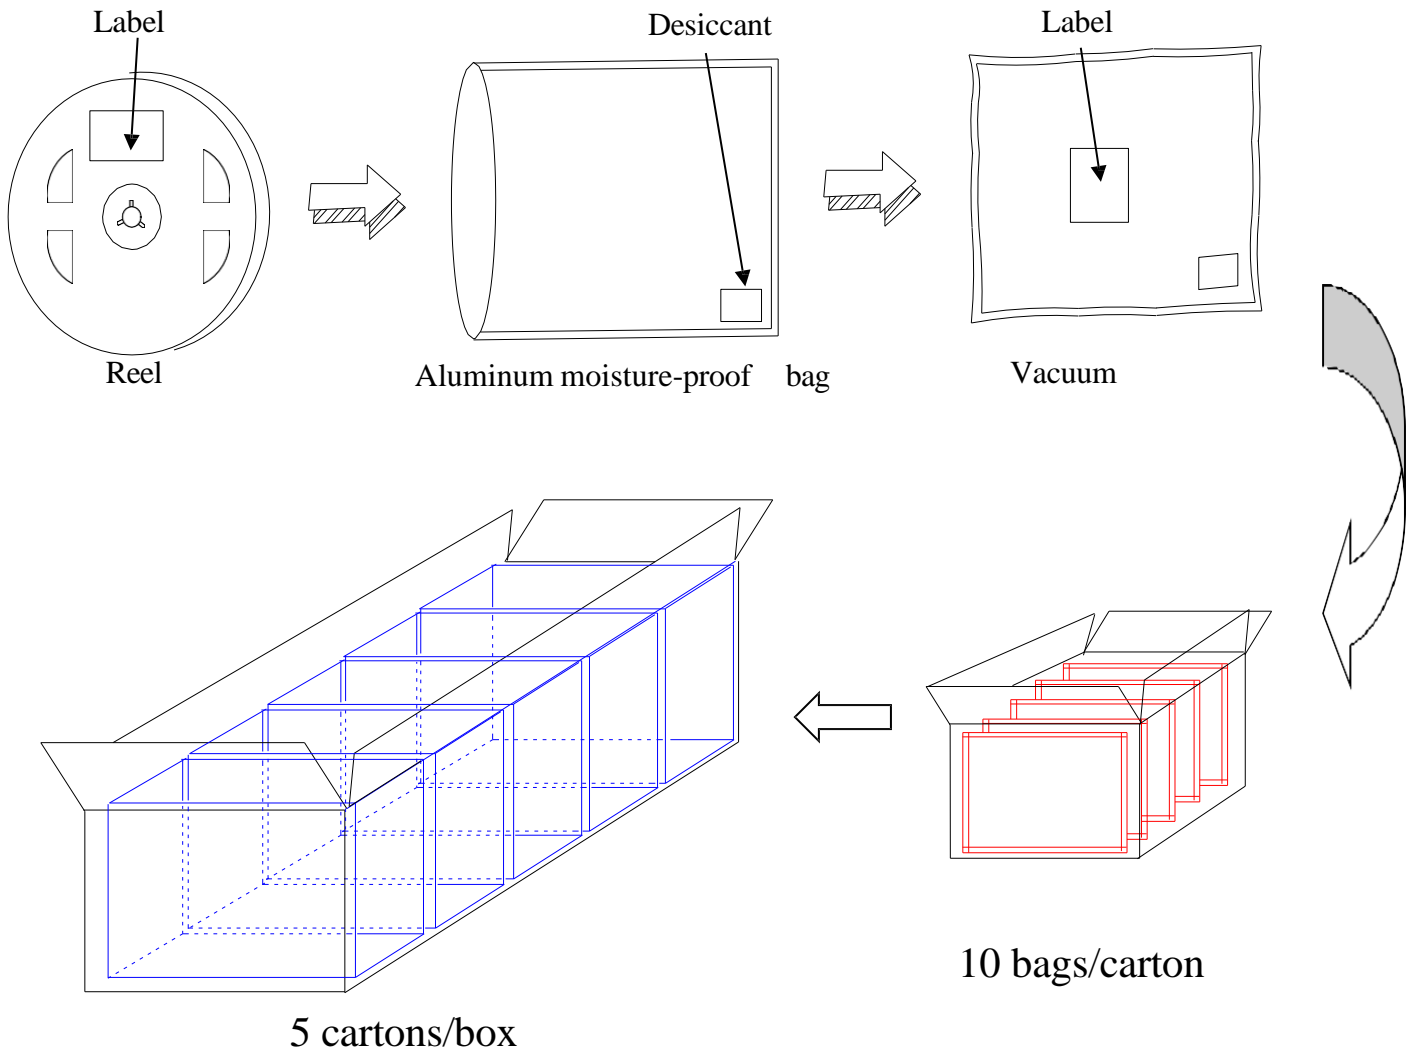 Label
Desiccant
Label
Reel
Aluminum moisture-proof bag
Vacuum
10 bags/carton
5 cartons/box